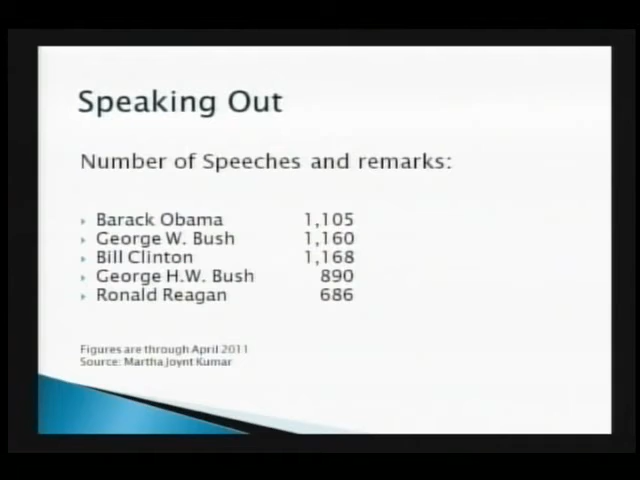 Speaking Out
Number of Speeches and remarks:
Barack Obama 1,105
George W. Bush 1,160
Bill Clinton 1,168
George H.W. Bush 890
Ronald Reagan 686
Figures are through April 2011
Source: Martha Joynt Kumar